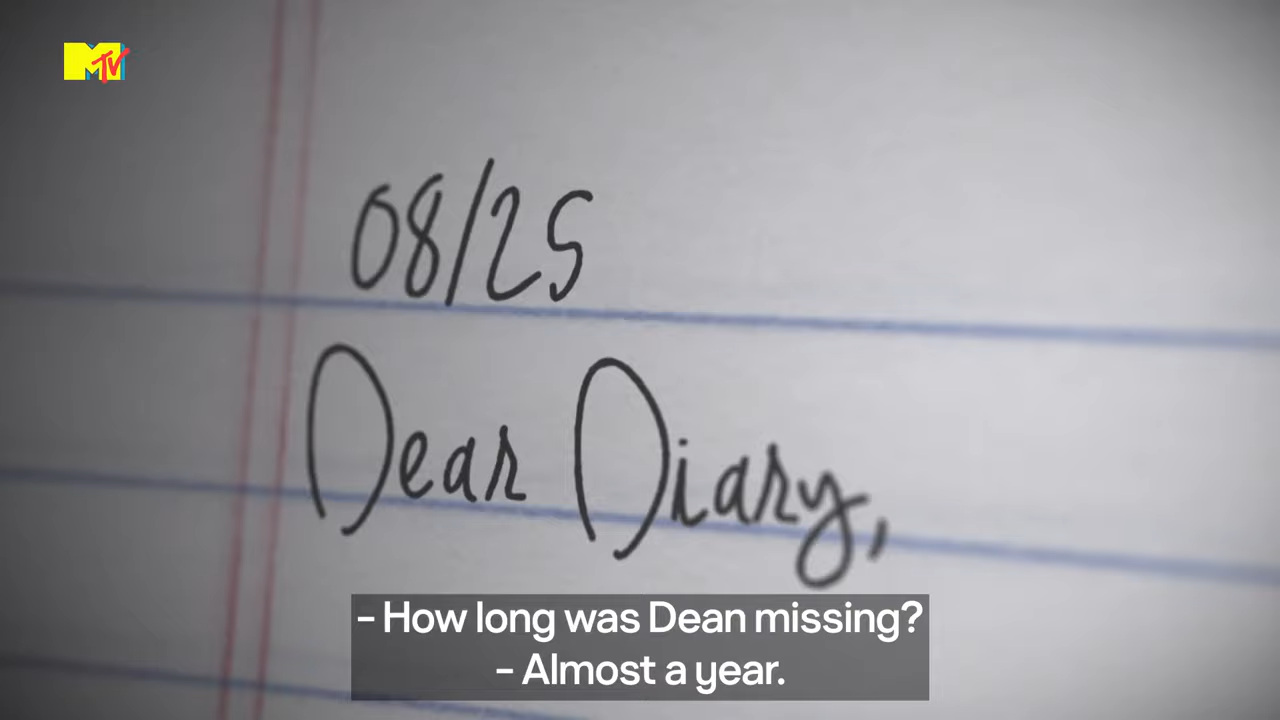 MTV
08/25
Dear Diary,
- How long was Dean missing?
- Almost a year.